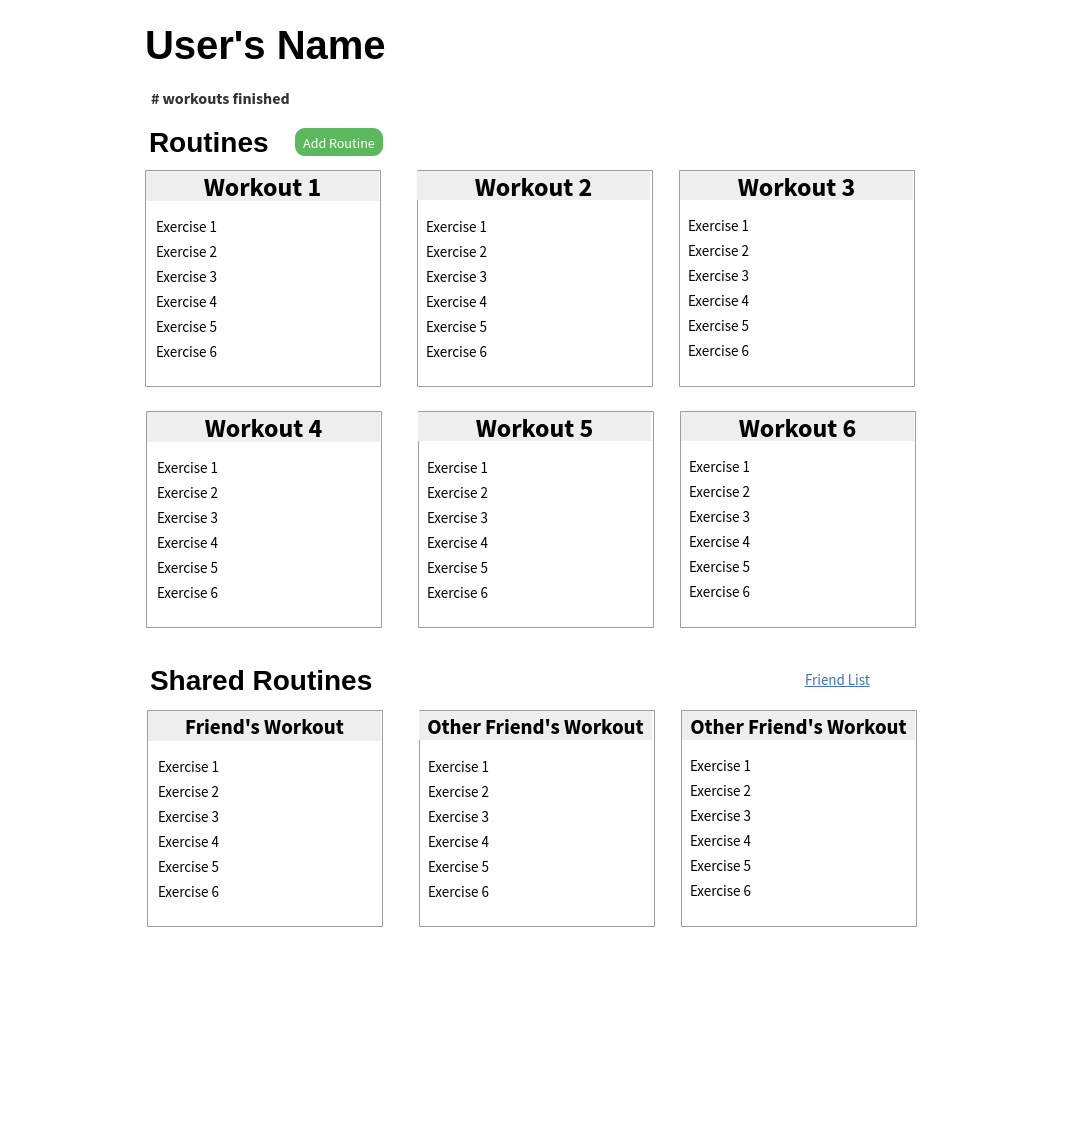 User's Name
# workouts finished
Routines
Add Routine
Workout 1
Exercise 1
Exercise 2
Exercise 3
Exercise 4
Exercise 5
Exercise 6
Workout 2
Exercise 1
Exercise 2
Exercise 3
Exercise 4
Exercise 5
Exercise 6
Workout 3
Exercise 1
Exercise 2
Exercise 3
Exercise 4
Exercise 5
Exercise 6
Workout 4
Exercise 1
Exercise 2
Exercise 3
Exercise 4
Exercise 5
Exercise 6
Workout 5
Exercise 1
Exercise 2
Exercise 3
Exercise 4
Exercise 5
Exercise 6
Workout 6
Exercise 1
Exercise 2
Exercise 3
Exercise 4
Exercise 5
Exercise 6
Shared Routines
Friend List
Friend's Workout
Exercise 1
Exercise 2
Exercise 3
Exercise 4
Exercise 5
Exercise 6
Other Friend's Workout
Exercise 1
Exercise 2
Exercise 3
Exercise 4
Exercise 5
Exercise 6
Other Friend's Workout
Exercise 1
Exercise 2
Exercise 3
Exercise 4
Exercise 5
Exercise 6